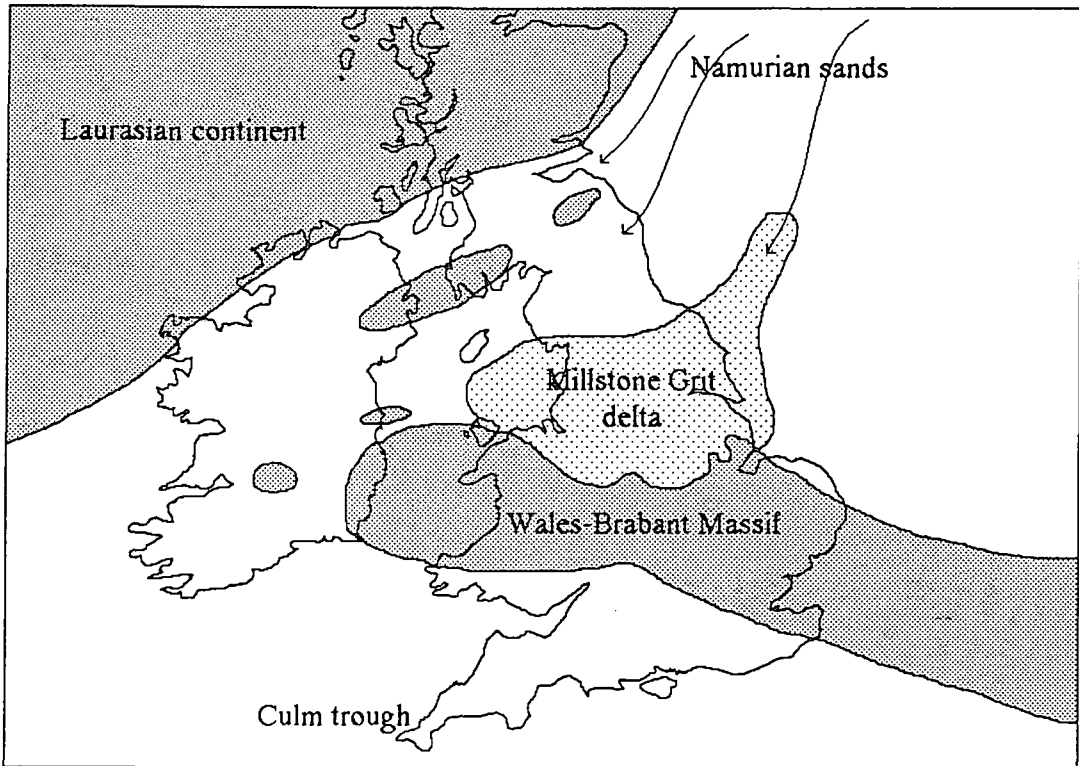 Namurian sands
Laurasian continent
Millstone Grit
delta
Wales-Brabant Massif
Culm trough